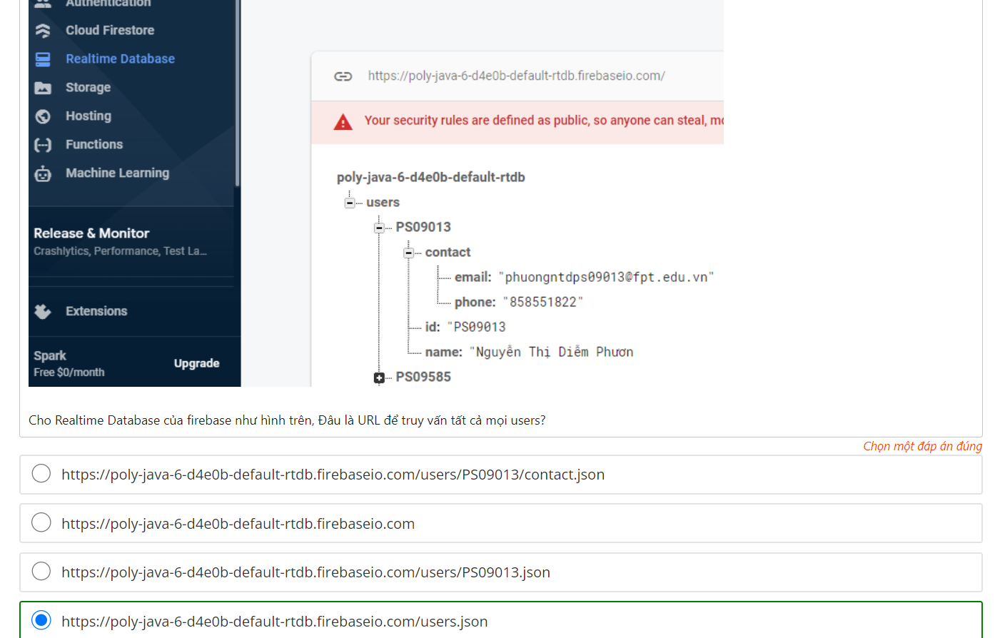 Authentication
Cloud Firestore
Realtime Database
Storage
Hosting
Functions
Machine Learning
Release & Monitor
Crashlytics, Performance, Test La...
Extensions
Spark
Free $0/month
Upgrade
https://poly-java-6-d4e0b-default-rtdb.firebaseio.com/
Your security rules are defined as public, so anyone can steal, mo
poly-java-6-d4e0b-default-rtdb
users
PS09013
contact
email: "phuongntdps09013@fpt.edu.vn"
phone: "858551822"
id: "PS09013
name: "Nguyễn Thị Diễm Phươn
PS09585
Cho Realtime Database của firebase như hình trên, Đâu là URL để truy vấn tất cả mọi users?
Chọn một đáp án đúng
https://poly-java-6-d4e0b-default-rtdb.firebaseio.com/users/PS09013/contact.json
https://poly-java-6-d4e0b-default-rtdb.firebaseio.com
https://poly-java-6-d4e0b-default-rtdb.firebaseio.com/users/PS09013.json
https://poly-java-6-d4e0b-default-rtdb.firebaseio.com/users.json